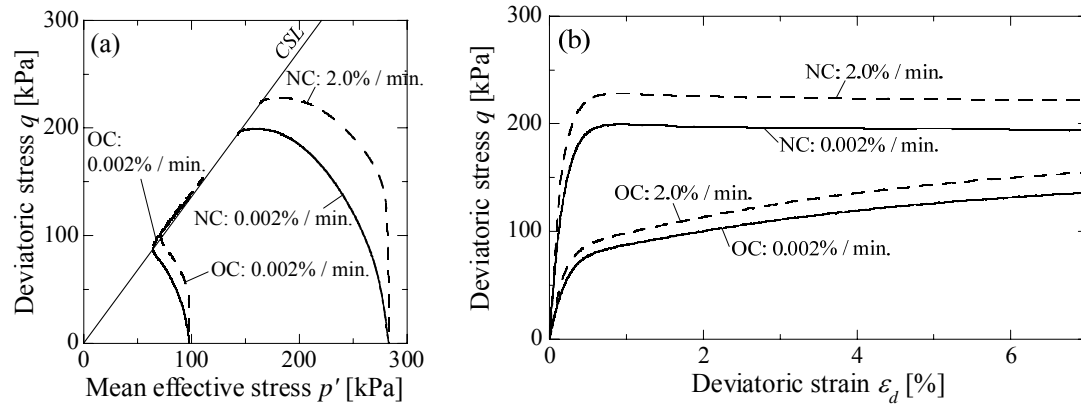 (a)
CSL
NC: 2.0% / min.
OC:
0.002% / min.
NC: 0.002% / min.
OC: 0.002% / min.
300
200
100
0
0 100 200 300
Deviatoric stress q [kPa]
Mean effective stress p' [kPa]
(b)
NC: 2.0% / min.
NC: 0.002% / min.
OC: 2.0% / min.
OC: 0.002% / min.
300
200
100
0
0 2 4 6
Deviatoric stress q [kPa]
Deviatoric strain ε_d [%]